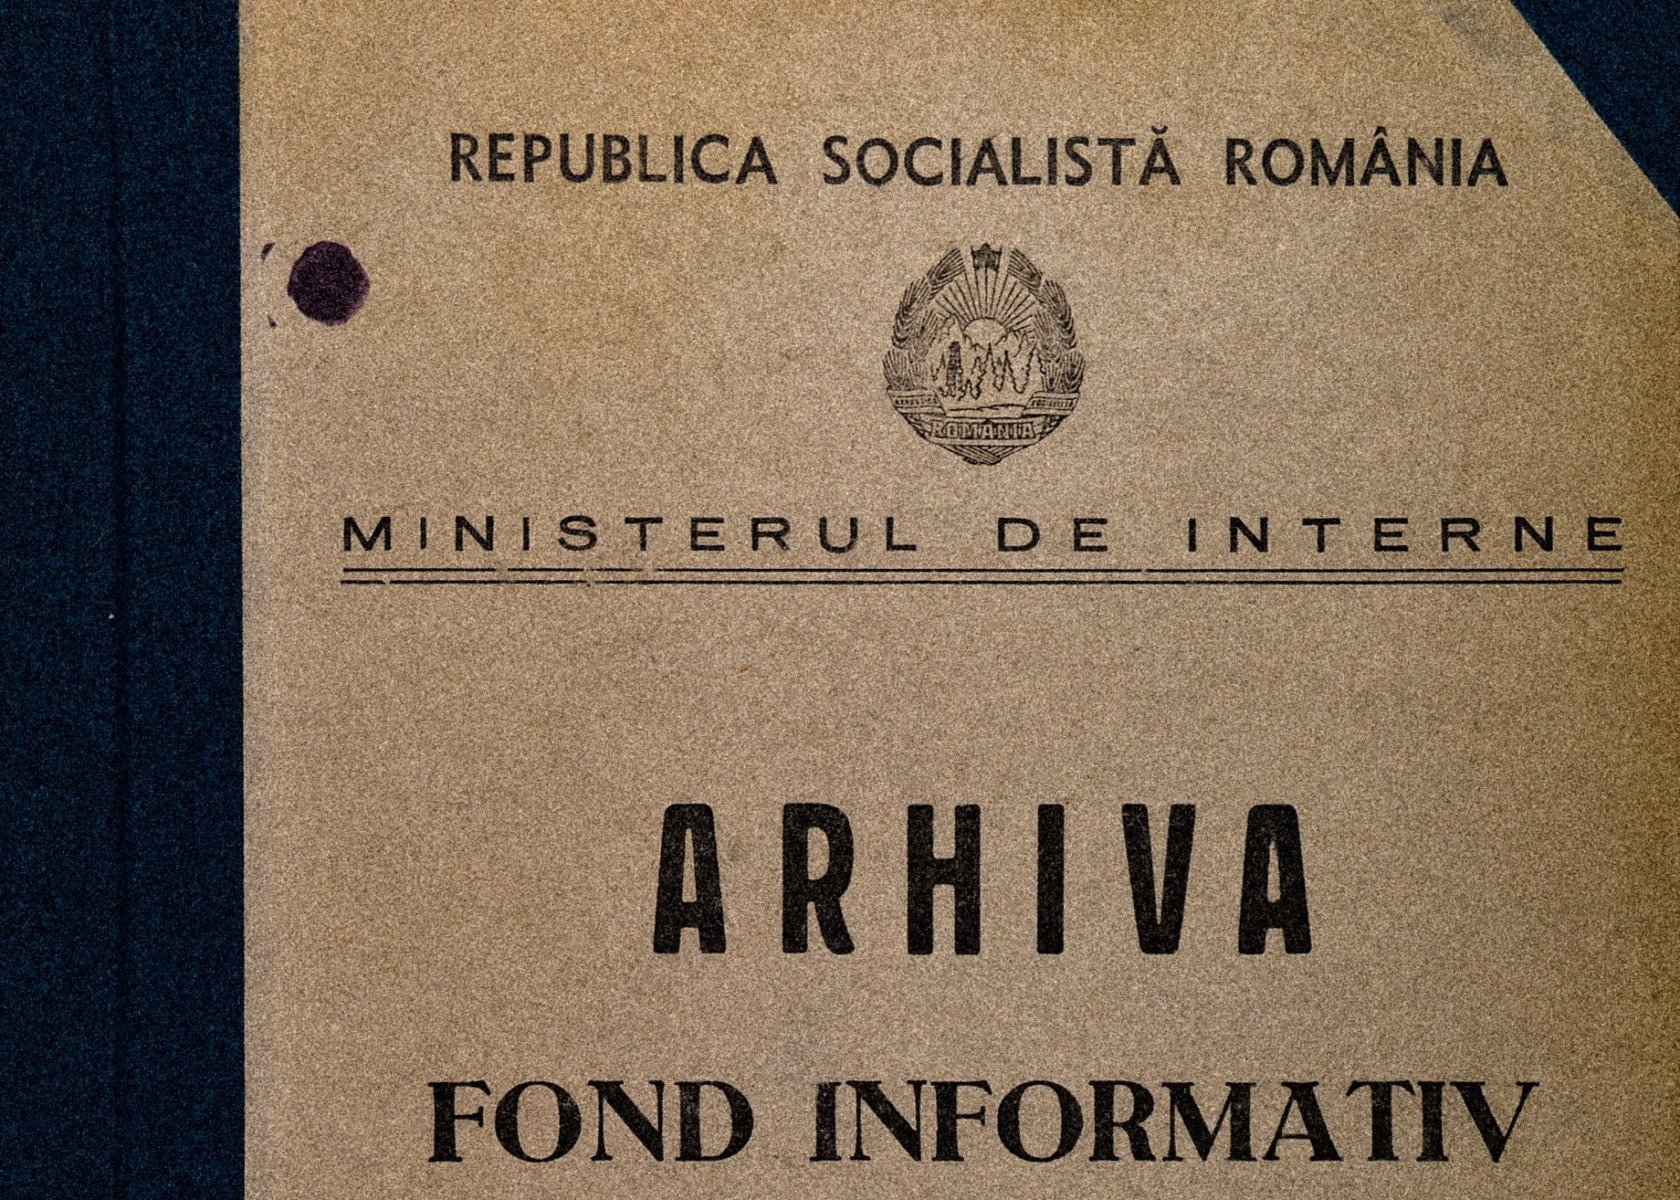 REPUBLICA SOCIALISTĂ ROMÂNIA
ROMÂNIA
MINISTERUL DE INTERNE
ARHIVA
FOND INFORMATIV